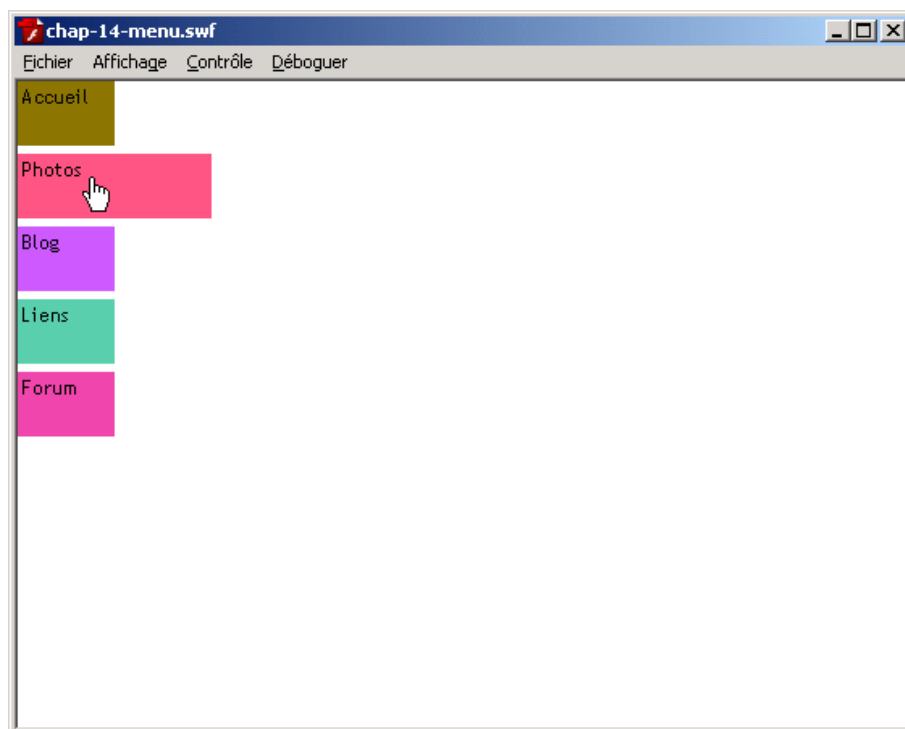 chap-14-menu.swf
Fichier Affichage Contrôle Déboguer
Accueil
Photos
Blog
Liens
Forum